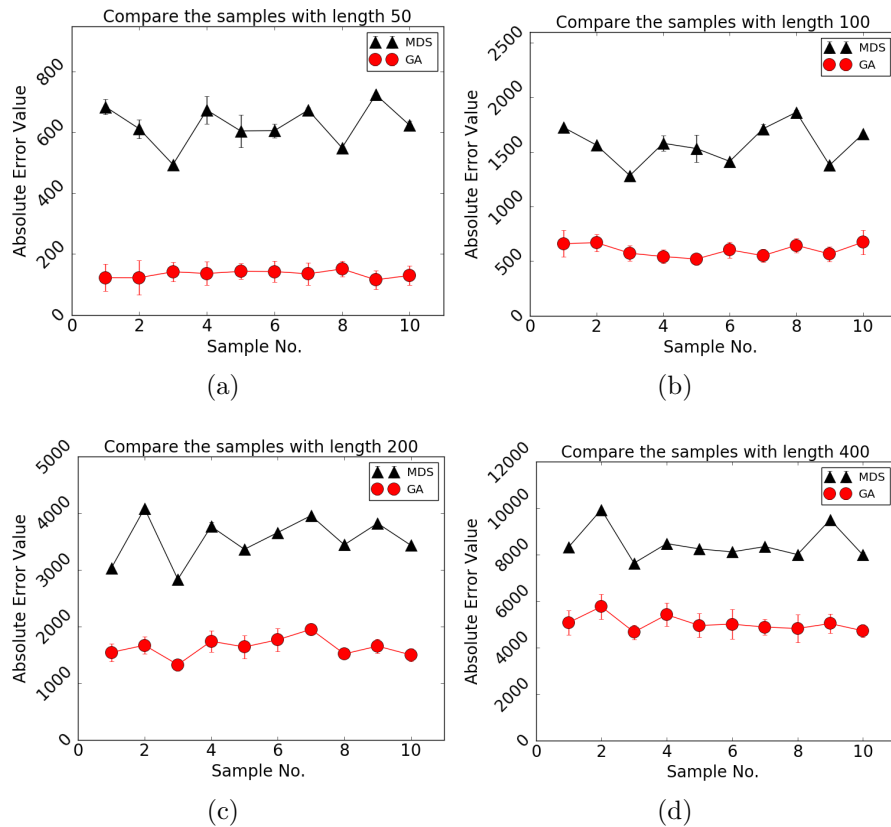 Compare the samples with length 50
MDS
GA
Absolute Error Value
0
200
400
600
800
0 2 4 6 8 10
Sample No.
(a)
Compare the samples with length 100
MDS
GA
Absolute Error Value
0
500
1000
1500
2000
2500
0 2 4 6 8 10
Sample No.
(b)
Compare the samples with length 200
MDS
GA
Absolute Error Value
0
1000
2000
3000
4000
5000
0 2 4 6 8 10
Sample No.
(c)
Compare the samples with length 400
MDS
GA
Absolute Error Value
0
2000
4000
6000
8000
10000
12000
0 2 4 6 8 10
Sample No.
(d)